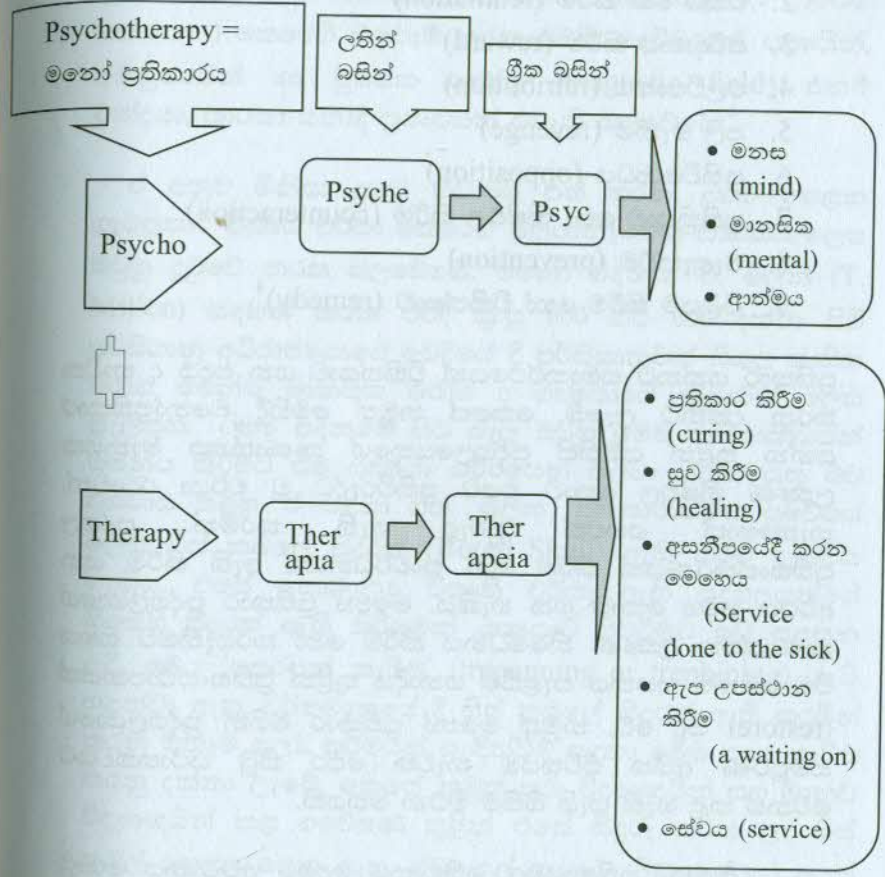 Psychotherapy =
මනෝ ප්‍රතිකාරය
ලතින්
බසින්
ග්‍රීක බසින්
Psycho
Psyche
Psyc
• මනස
(mind)
• මානසික
(mental)
• ආත්මය
Therapy
Ther
apia
Ther
apeia
• ප්‍රතිකාර කිරීම
(curing)
• සුව කිරීම
(healing)
• අසනීපයේදී කරන
මෙහෙය
(Service
done to the sick)
• ඇප උපස්ථාන
කිරීම
(a waiting on)
• සේවය (service)